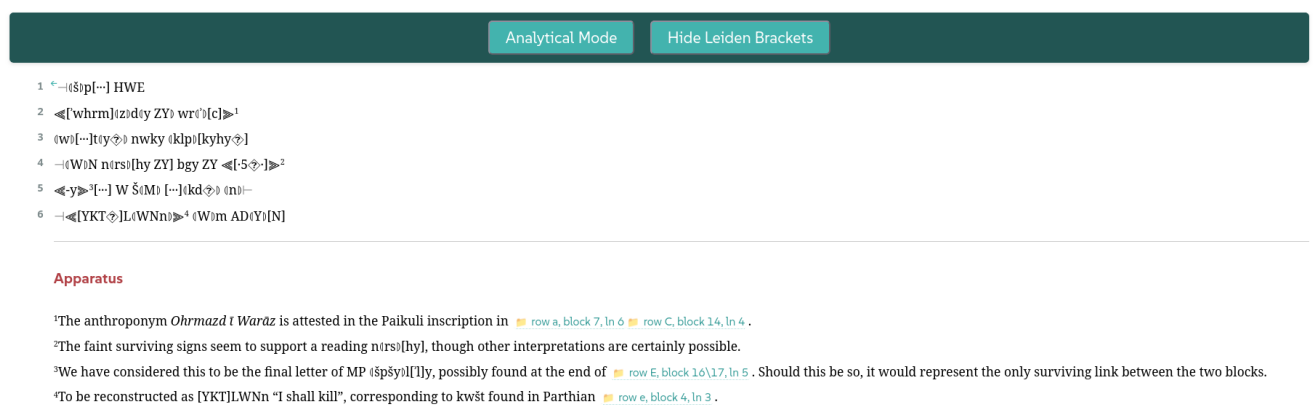 Analytical Mode Hide Leiden Brackets
1 ←⊣⦇š⦈p[···] HWE
2 ⪡[ʾwhrm]⦇z⦈d⦇y ZY⦈ wr⦇ʾ⦈[c]⪢¹
3 ⦇w⦈[···]t⦇y�⦈ nwky ⦇klp⦈[kyhy�]
4 ⊣⦇W⦈N n⦇rs⦈[hy ZY] bgy ZY ⪡[·5�·]⪢²
5 ⪡-y⪢³[···] W Š⦇M⦈ [···]⦇kd�⦈ ⦇n⦈⊢
6 ⊣⪡[YKT�]L⦇WNn⦈⪢⁴ ⦇W⦈m AD⦇Y⦈[N]
Apparatus
¹The anthroponym Ohrmazd ī Warāz is attested in the Paikuli inscription in 📁 row a, block 7, ln 6 📁 row C, block 14, ln 4 .
²The faint surviving signs seem to support a reading n⦇rs⦈[hy], though other interpretations are certainly possible.
³We have considered this to be the final letter of MP ⦇špšy⦈l[ʾl]y, possibly found at the end of 📁 row E, block 16\17, ln 5 . Should this be so, it would represent the only surviving link between the two blocks.
⁴To be reconstructed as [YKT]LWNn “I shall kill”, corresponding to kwšt found in Parthian 📁 row e, block 4, ln 3 .